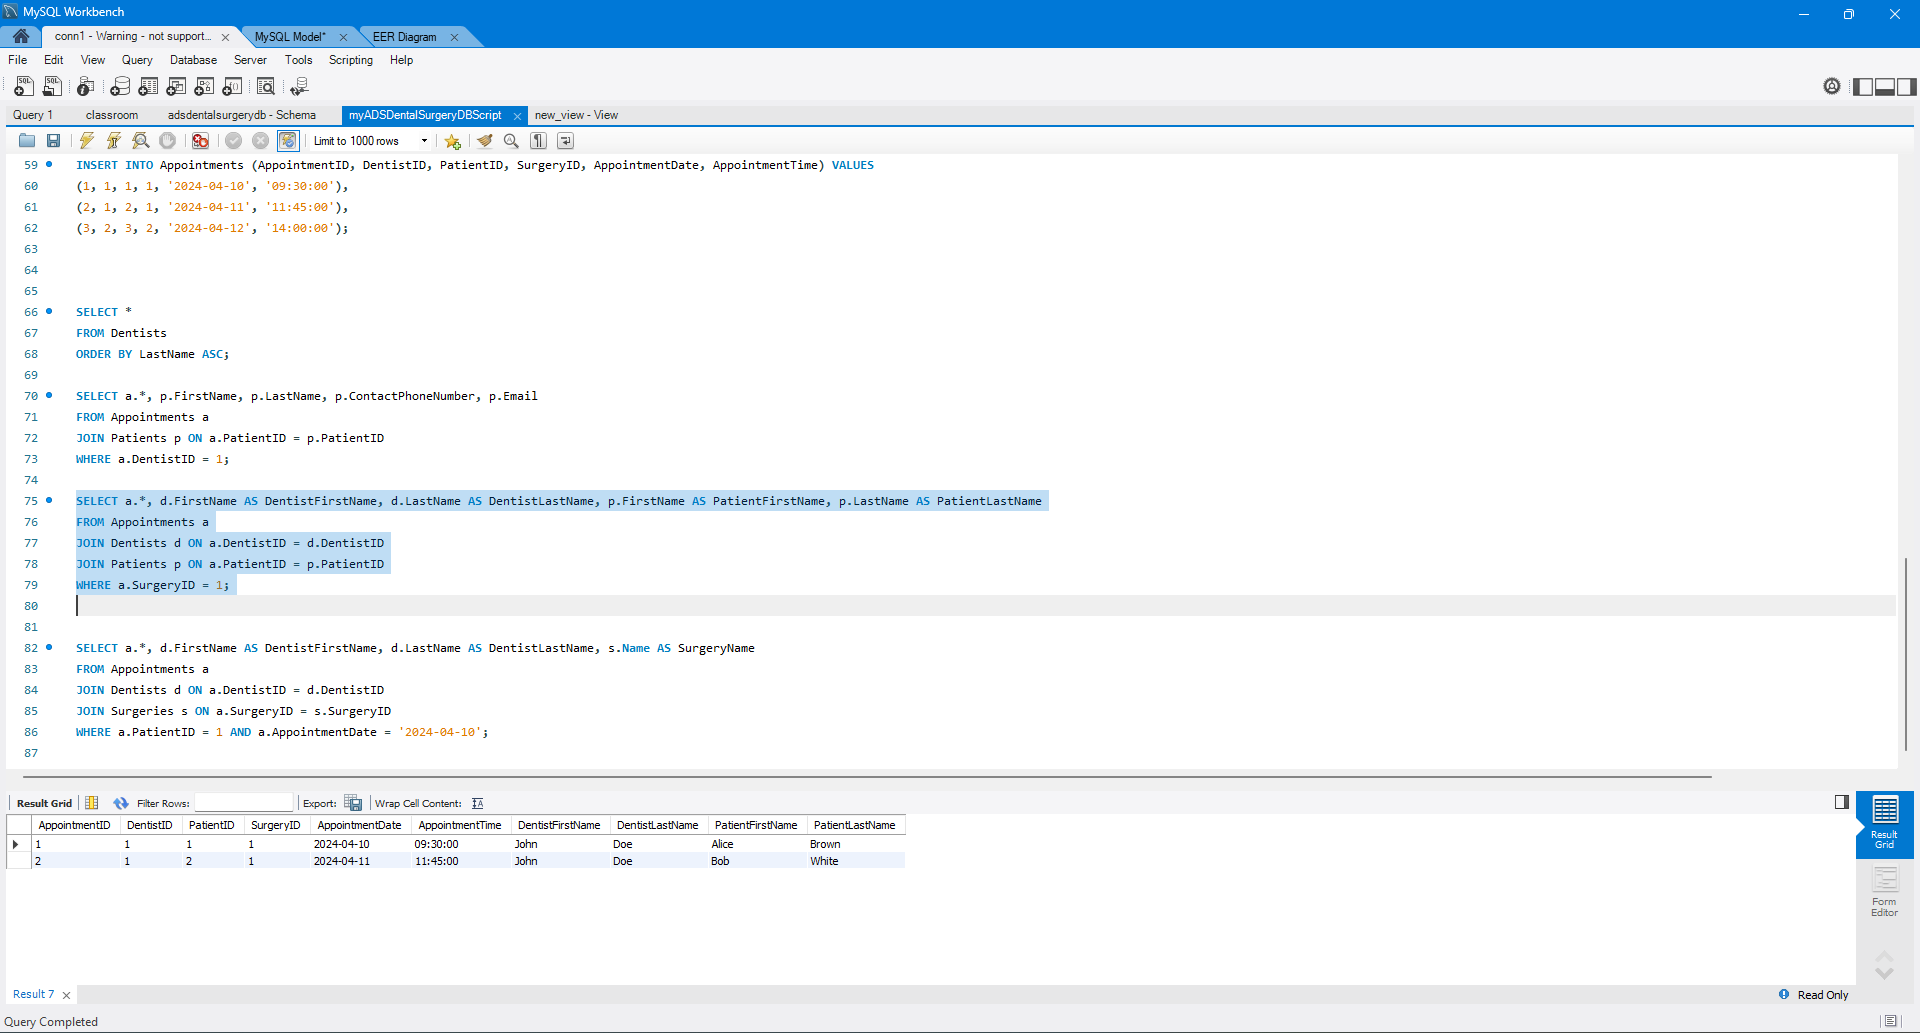 MySQL Workbench
conn1 - Warning - not support... MySQL Model* EER Diagram
File Edit View Query Database Server Tools Scripting Help
Query 1 classroom adsdentalsurgerydb - Schema myADSDentalSurgeryDBScript new_view - View
Limit to 1000 rows
59 INSERT INTO Appointments (AppointmentID, DentistID, PatientID, SurgeryID, AppointmentDate, AppointmentTime) VALUES
60 (1, 1, 1, 1, '2024-04-10', '09:30:00'),
61 (2, 1, 2, 1, '2024-04-11', '11:45:00'),
62 (3, 2, 3, 2, '2024-04-12', '14:00:00');
63
64
65
66 SELECT *
67 FROM Dentists
68 ORDER BY LastName ASC;
69
70 SELECT a.*, p.FirstName, p.LastName, p.ContactPhoneNumber, p.Email
71 FROM Appointments a
72 JOIN Patients p ON a.PatientID = p.PatientID
73 WHERE a.DentistID = 1;
74
75 SELECT a.*, d.FirstName AS DentistFirstName, d.LastName AS DentistLastName, p.FirstName AS PatientFirstName, p.LastName AS PatientLastName
76 FROM Appointments a
77 JOIN Dentists d ON a.DentistID = d.DentistID
78 JOIN Patients p ON a.PatientID = p.PatientID
79 WHERE a.SurgeryID = 1;
80
81
82 SELECT a.*, d.FirstName AS DentistFirstName, d.LastName AS DentistLastName, s.Name AS SurgeryName
83 FROM Appointments a
84 JOIN Dentists d ON a.DentistID = d.DentistID
85 JOIN Surgeries s ON a.SurgeryID = s.SurgeryID
86 WHERE a.PatientID = 1 AND a.AppointmentDate = '2024-04-10';
87
Result Grid Filter Rows: Export: Wrap Cell Content: IA
AppointmentID DentistID PatientID SurgeryID AppointmentDate AppointmentTime DentistFirstName DentistLastName PatientFirstName PatientLastName
1 1 1 1 2024-04-10 09:30:00 John Doe Alice Brown
2 1 2 1 2024-04-11 11:45:00 John Doe Bob White
Result
Grid
Form
Editor
Result 7 Read Only
Query Completed